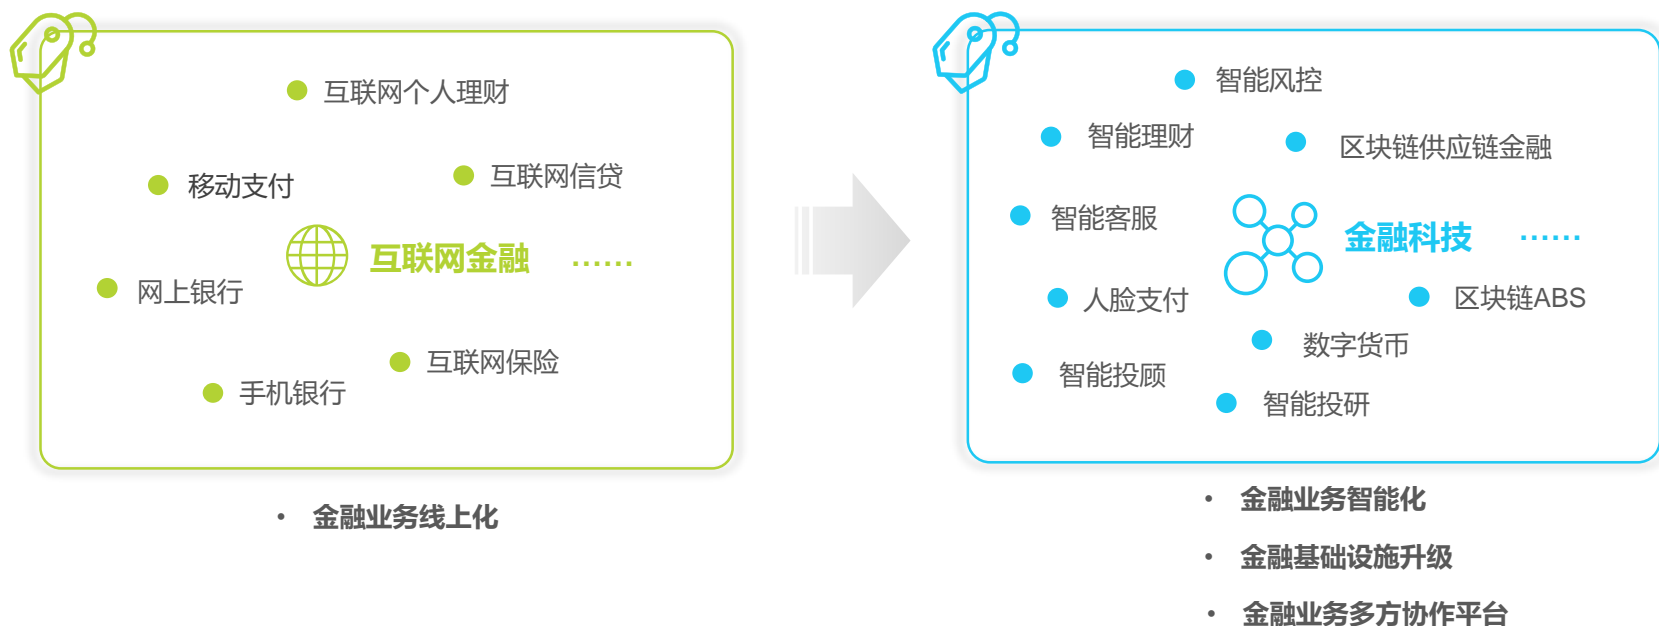 互联网个人理财
互联网信贷
移动支付
互联网金融 ……
网上银行
互联网保险
手机银行
• 金融业务线上化
智能风控
智能理财
区块链供应链金融
智能客服
金融科技 ……
人脸支付
区块链ABS
数字货币
智能投顾
智能投研
• 金融业务智能化
• 金融基础设施升级
• 金融业务多方协作平台